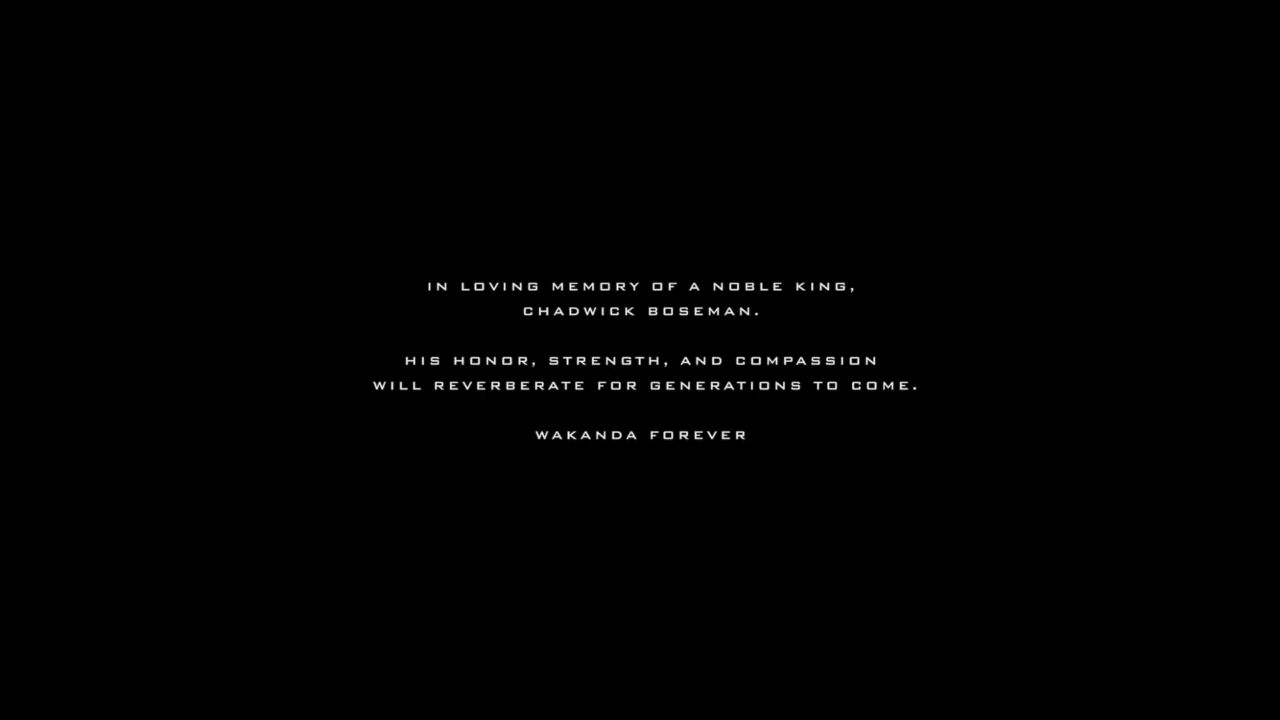 IN LOVING MEMORY OF A NOBLE KING,
CHADWICK BOSEMAN.
HIS HONOR, STRENGTH, AND COMPASSION
WILL REVERBERATE FOR GENERATIONS TO COME.
WAKANDA FOREVER